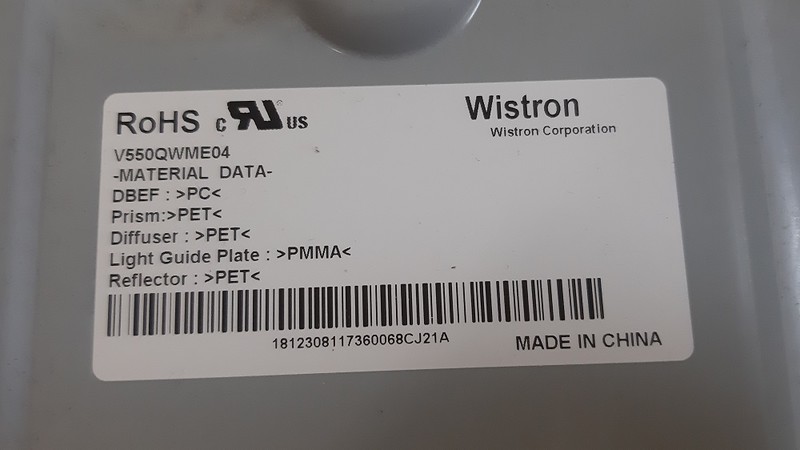 RoHS c RU US
Wistron
Wistron Corporation
V550QWME04
-MATERIAL DATA-
DBEF : >PC<
Prism:>PET<
Diffuser : >PET<
Light Guide Plate : >PMMA<
Reflector : >PET<
1812308117360068CJ21A
MADE IN CHINA